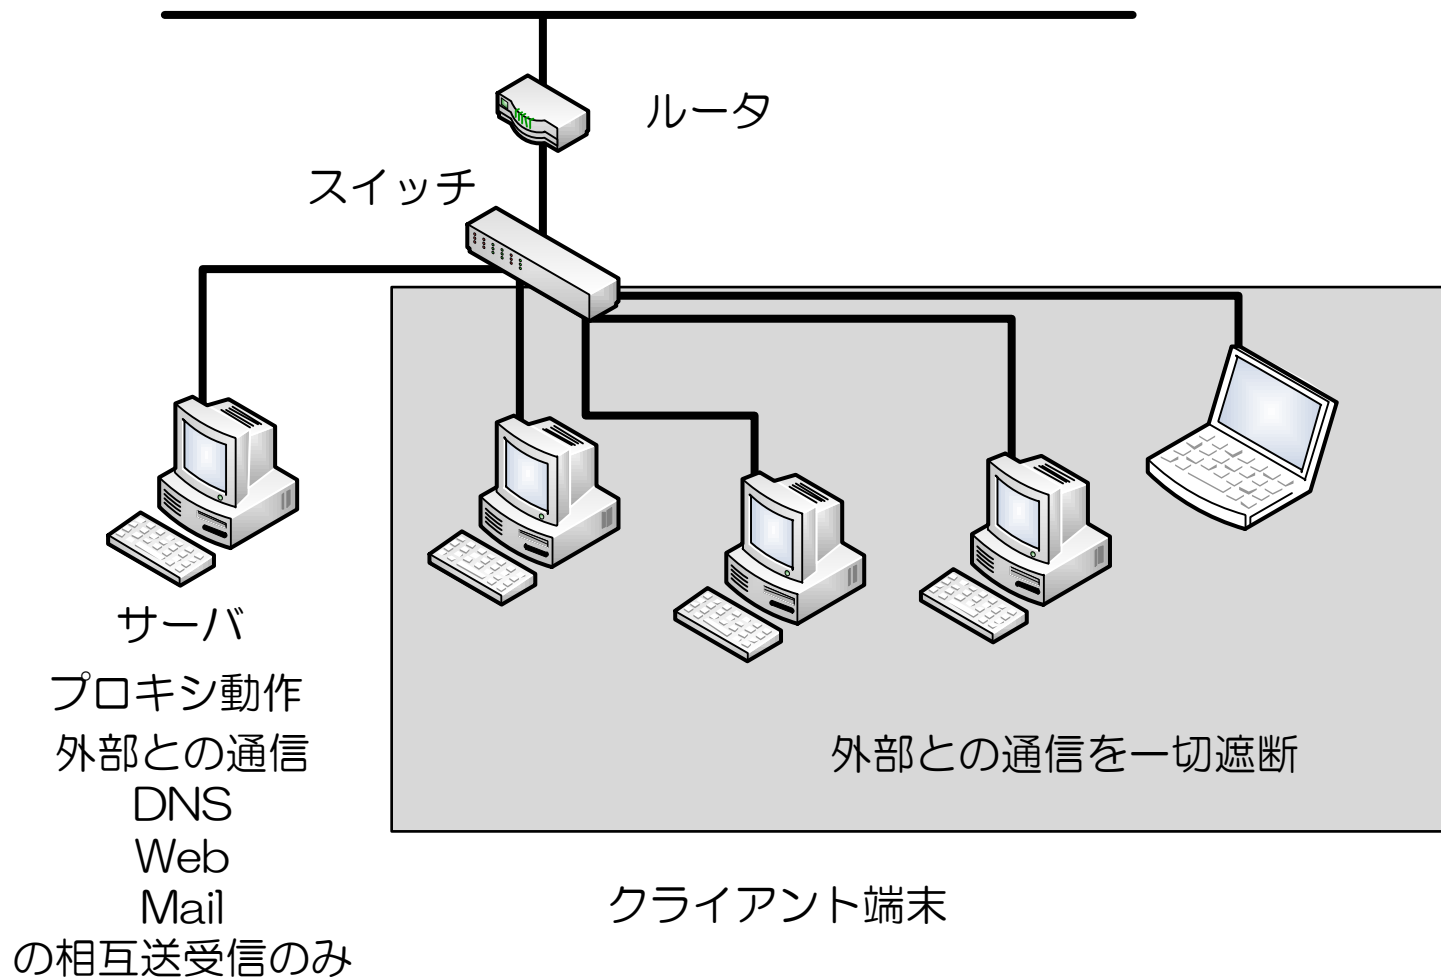 ルータ
スイッチ
サーバ
プロキシ動作
外部との通信
DNS
Web
Mail
の相互送受信のみ
外部との通信を一切遮断
クライアント端末